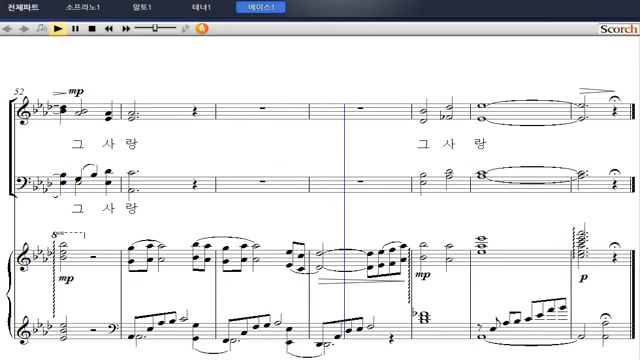 전체파트 소프라노1 알토1 테너1 베이스1
Scorch
52 mp
그 사 랑 그 사 랑
그 사 랑
8va
mp mp p